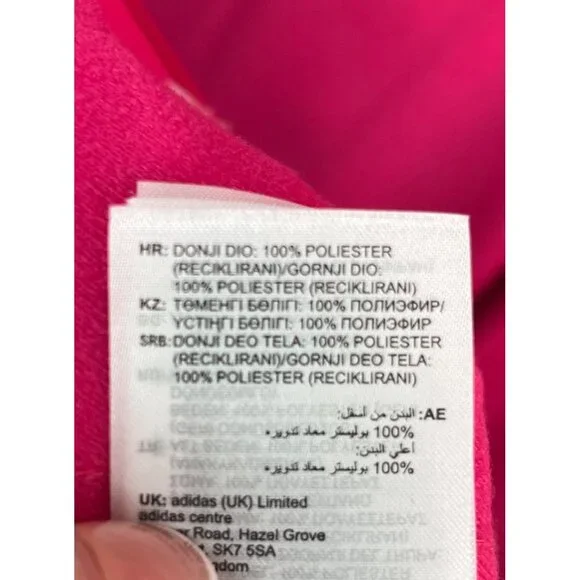 HR: DONJI DIO: 100% POLIESTER
(RECIKLIRANI)/GORNJI DIO:
100% POLIESTER (RECIKLIRANI)
KZ: ТӨМЕНГІ БӨЛІГІ: 100% ПОЛИЭФИР/
ҮСТІҢГІ БӨЛІГІ: 100% ПОЛИЭФИР
SRB: DONJI DEO TELA: 100% POLIESTER
(RECIKLIRANI)/GORNJI DEO TELA:
100% POLIESTER (RECIKLIRANI)
AE: البدن من أسفل:
100% بوليستر معاد تدويره
أعلي البدن:
100% بوليستر معاد تدويره
UK: adidas (UK) Limited
adidas centre
Road, Hazel Grove
SK7 5SA